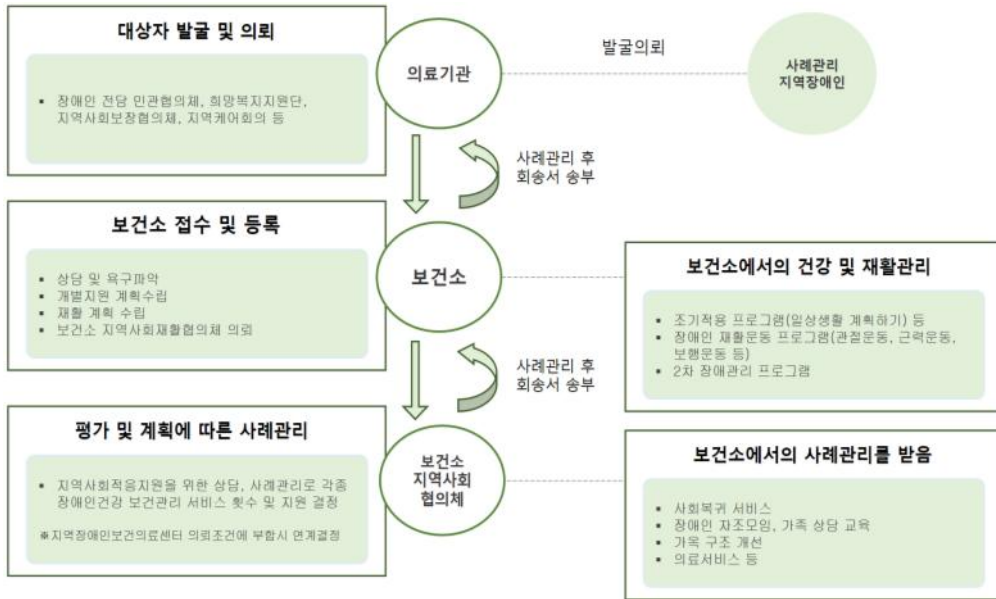 대상자 발굴 및 의뢰
▪ 장애인 전담 민관협의체, 희망복지지원단,
지역사회보장협의체, 지역케어회의 등
의료기관
발굴의뢰
사례관리
지역장애인
사례관리 후
회송서 송부
보건소 접수 및 등록
▪ 상담 및 욕구파악
▪ 개별지원 계획수립
▪ 재활 계획 수립
▪ 보건소 지역사회재활협의체 의뢰
보건소
보건소에서의 건강 및 재활관리
▪ 조기적용 프로그램(일상생활 계획하기) 등
▪ 장애인 재활운동 프로그램(관절운동, 근력운동,
보행운동 등)
▪ 2차 장애관리 프로그램
사례관리 후
회송서 송부
평가 및 계획에 따른 사례관리
▪ 지역사회적응지원을 위한 상담, 사례관리로 각종
장애인건강 보건관리 서비스 횟수 및 지원 결정
※지역장애인보건의료센터 의뢰조건에 부합시 연계결정
보건소
지역사회
협의체
보건소에서의 사례관리를 받음
▪ 사회복귀 서비스
▪ 장애인 자조모임, 가족 상담 교육
▪ 가옥 구조 개선
▪ 의료서비스 등